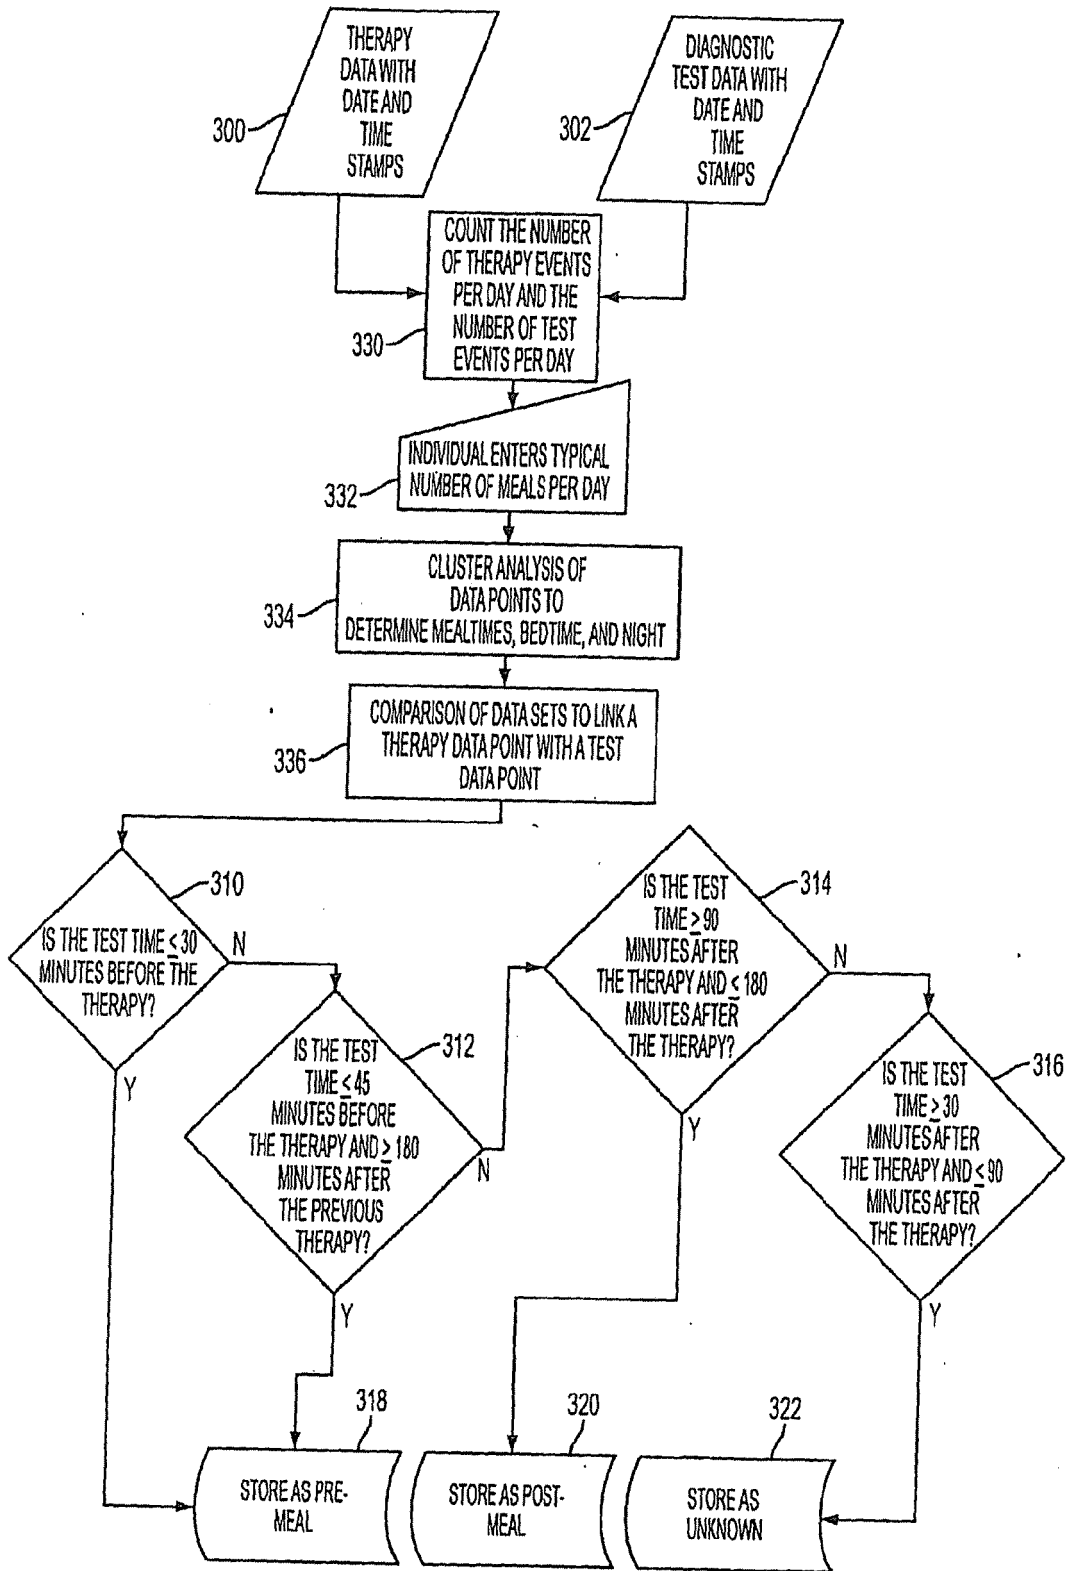 THERAPY
DATA WITH
DATE AND
TIME
STAMPS
300
DIAGNOSTIC
TEST DATA WITH
DATE AND
TIME
STAMPS
302
COUNT THE NUMBER
OF THERAPY EVENTS
PER DAY AND THE
NUMBER OF TEST
EVENTS PER DAY
330
INDIVIDUAL ENTERS TYPICAL
NUMBER OF MEALS PER DAY
332
CLUSTER ANALYSIS OF
DATA POINTS TO
DETERMINE MEALTIMES, BEDTIME, AND NIGHT
334
COMPARISON OF DATA SETS TO LINK A
THERAPY DATA POINT WITH A TEST
DATA POINT
336
310
IS THE TEST TIME ≤ 30
MINUTES BEFORE THE
THERAPY?
N
Y
312
IS THE TEST
TIME ≤ 45
MINUTES BEFORE
THE THERAPY AND ≥ 180
MINUTES AFTER
THE PREVIOUS
THERAPY?
N
Y
314
IS THE TEST
TIME ≥ 90
MINUTES AFTER
THE THERAPY AND ≤ 180
MINUTES AFTER
THE THERAPY?
N
Y
316
IS THE TEST
TIME ≥ 30
MINUTES AFTER
THE THERAPY AND ≤ 90
MINUTES AFTER
THE THERAPY?
Y
318
STORE AS PRE-
MEAL
320
STORE AS POST-
MEAL
322
STORE AS
UNKNOWN